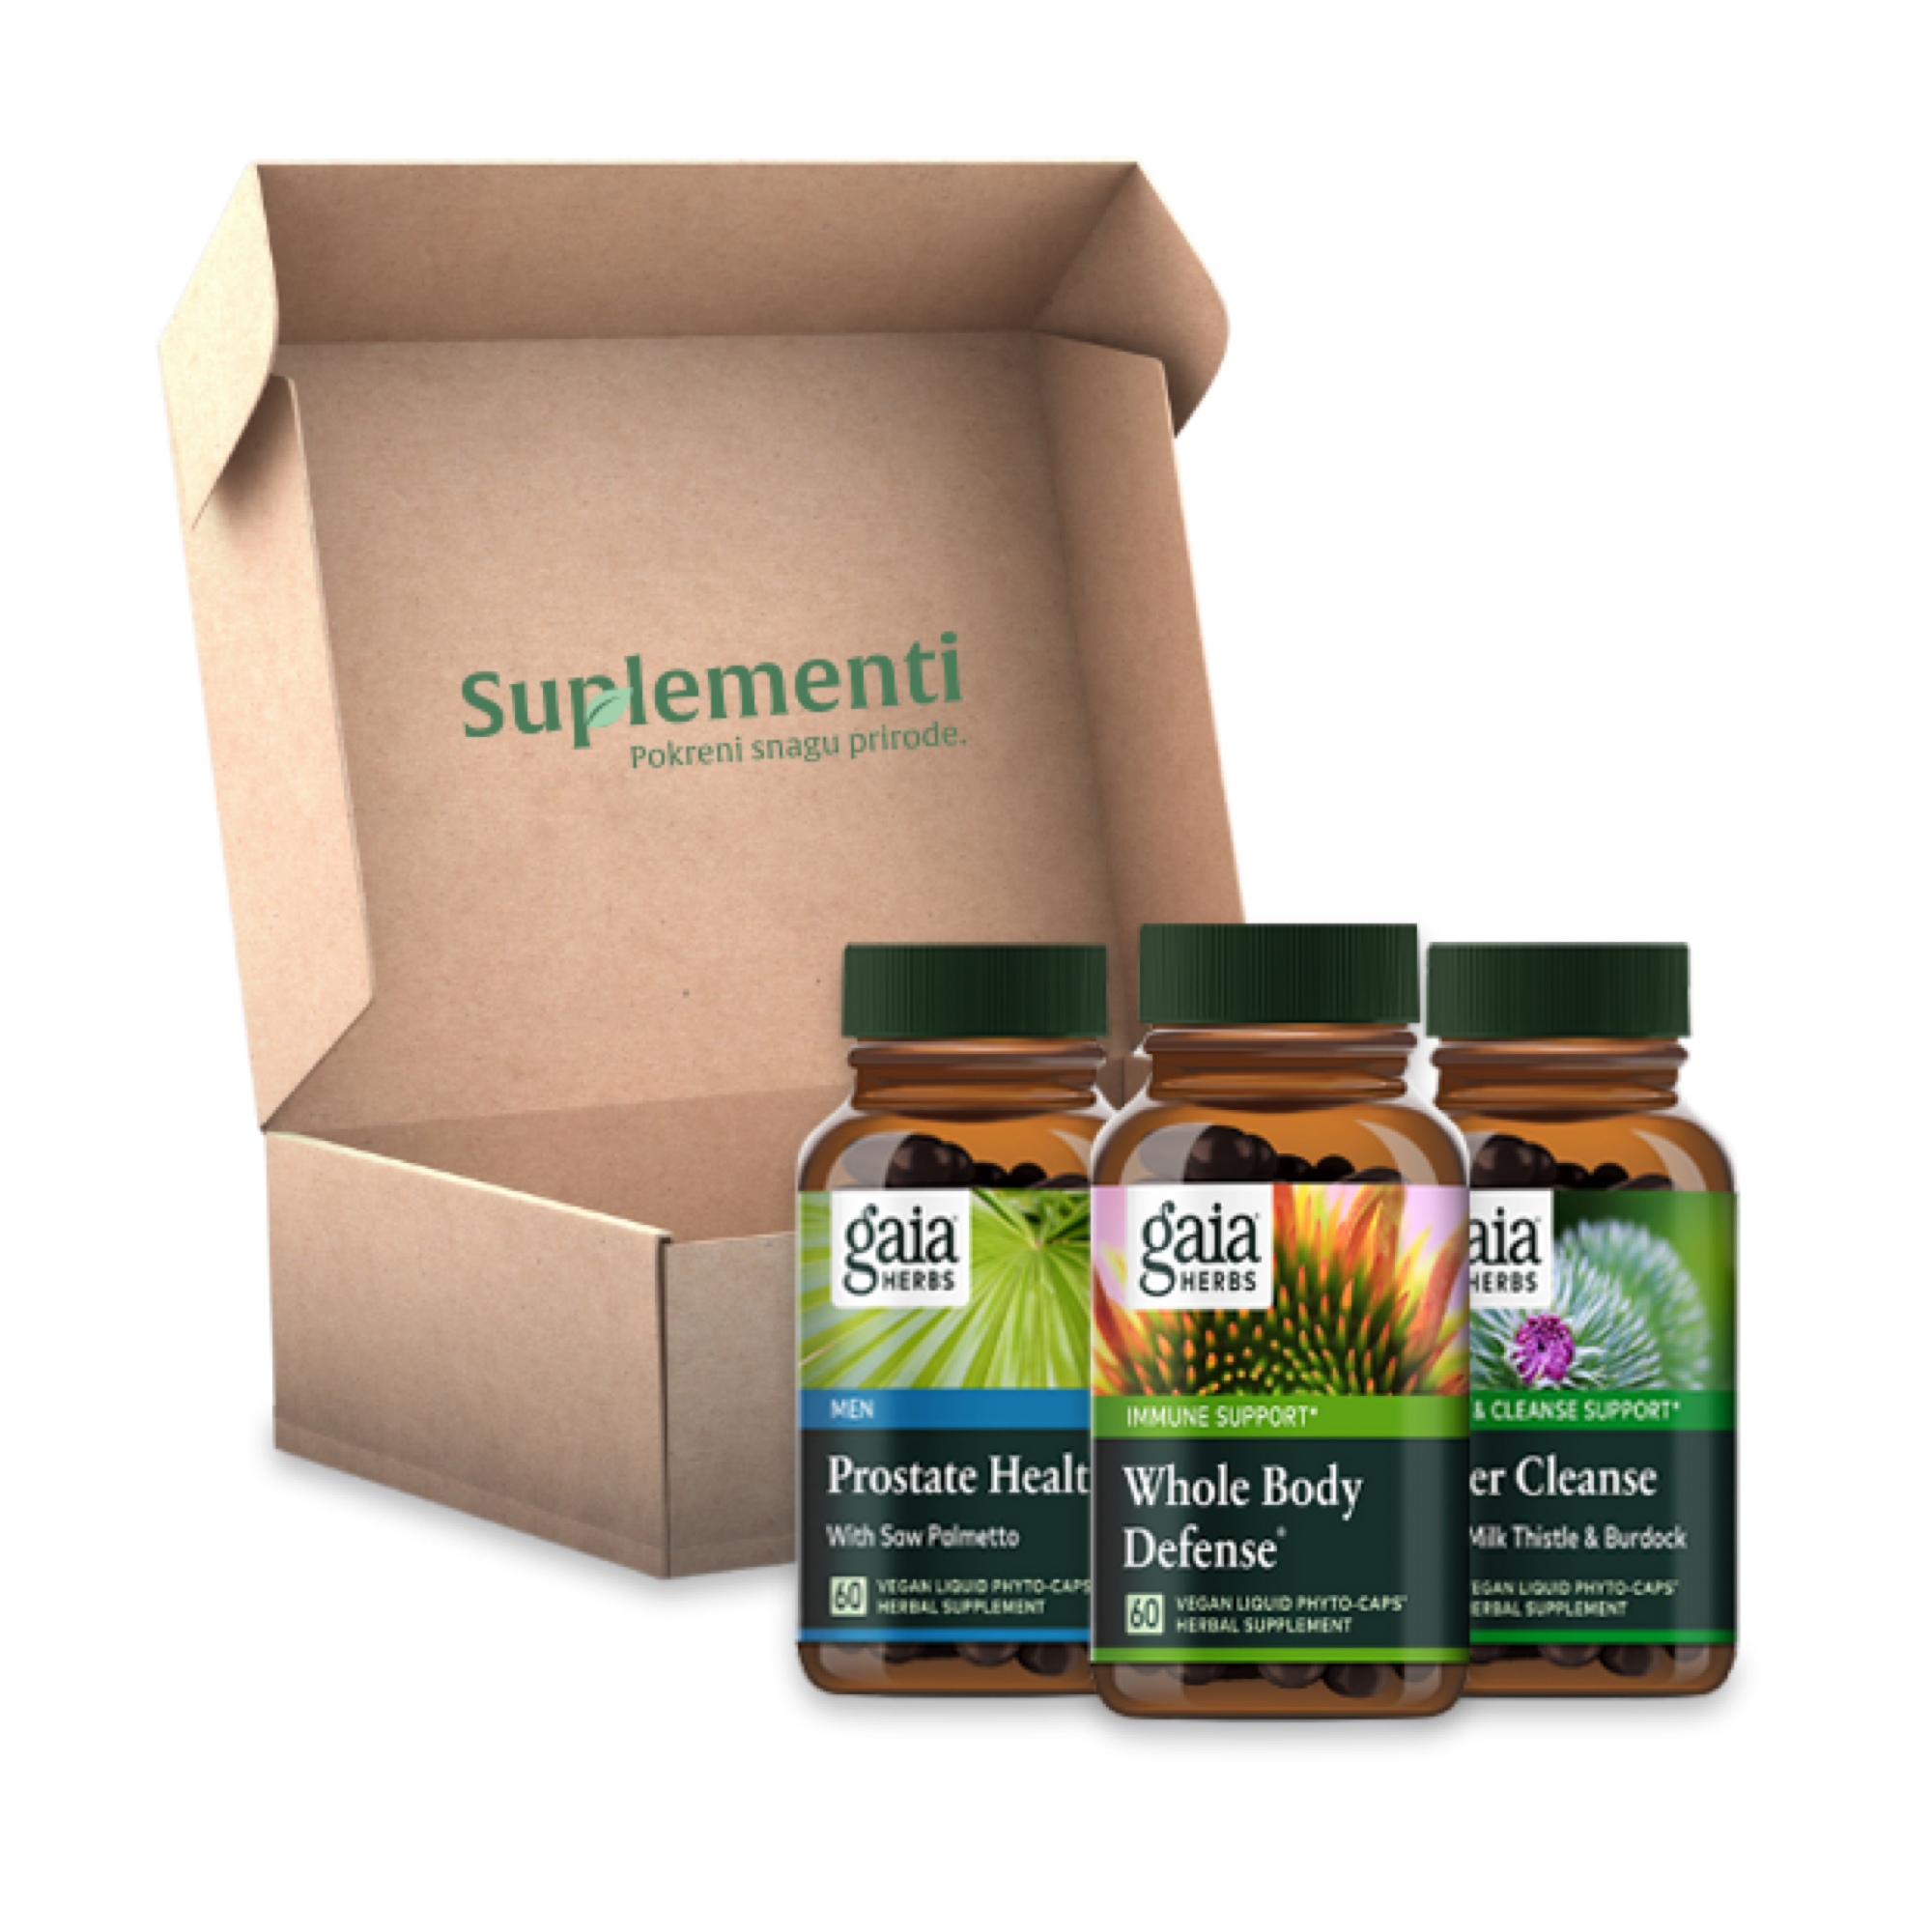 Suplementi
Pokreni snagu prirode.
gaia
HERBS
MEN
Prostate Healt
With Saw Palmetto
60 VEGAN LIQUID PHYTO-CAPS
HERBAL SUPPLEMENT
gaia
HERBS
IMMUNE SUPPORT*
Whole Body
Defense®
60 VEGAN LIQUID PHYTO-CAPS®
HERBAL SUPPLEMENT
aia
HERBS
& CLEANSE SUPPORT*
er Cleanse
Milk Thistle & Burdock
EGAN LIQUID PHYTO-CAPS®
ERBAL SUPPLEMENT